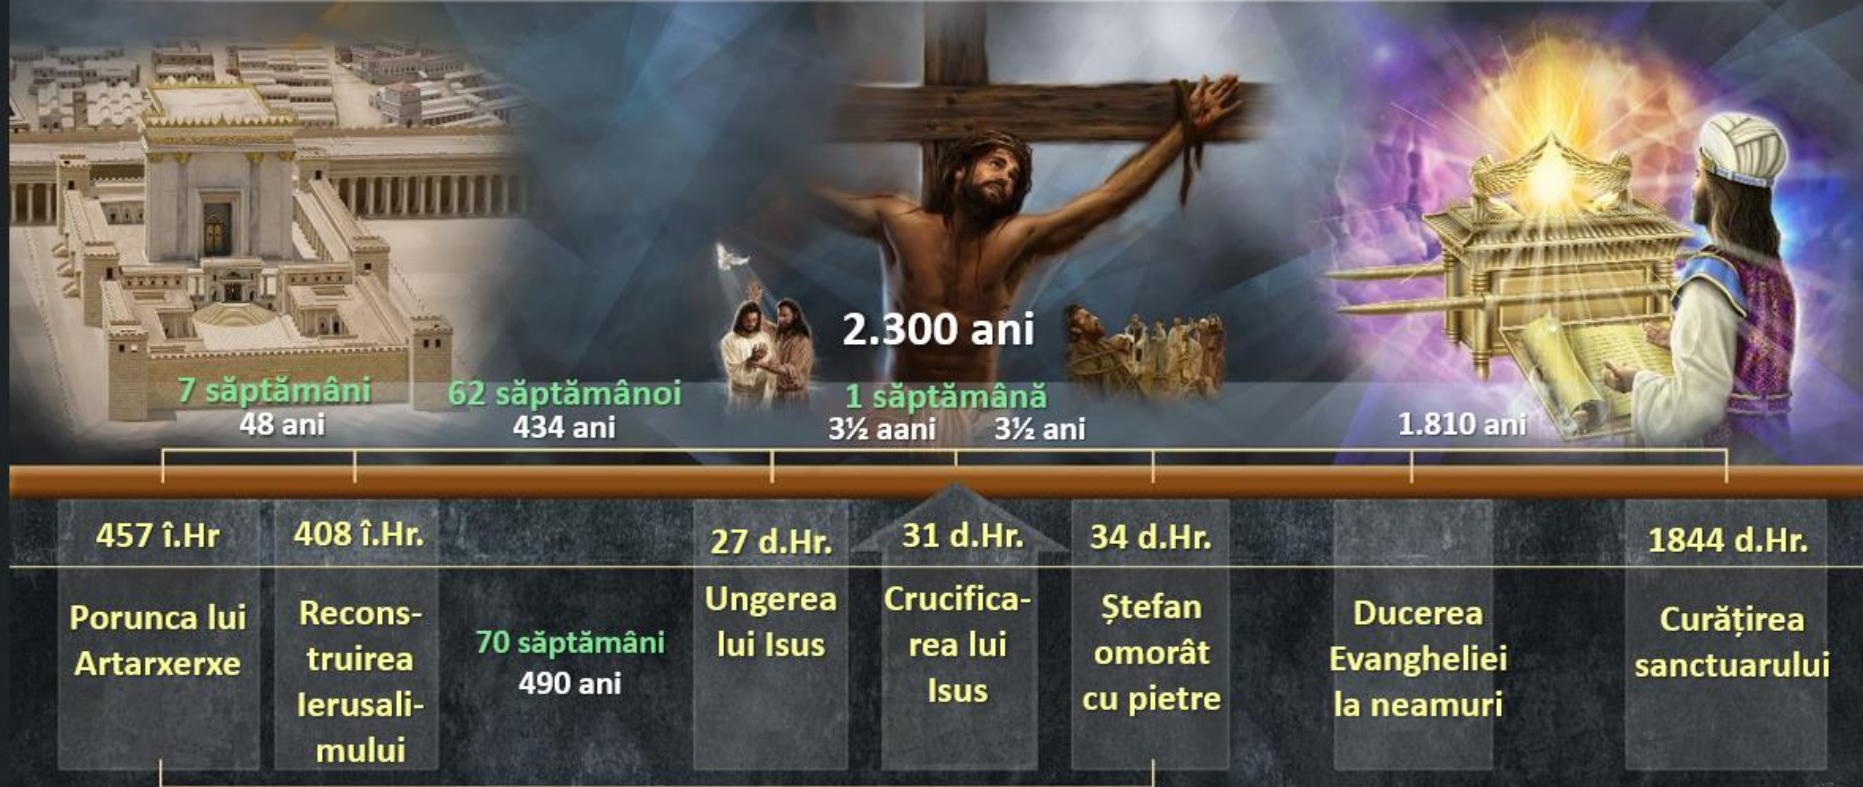 2.300 ani
7 săptămâni
48 ani
62 săptămânoi
434 ani
1 săptămână
3½ aani
3½ ani
1.810 ani
457 î.Hr
408 î.Hr.
27 d.Hr.
31 d.Hr.
34 d.Hr.
1844 d.Hr.
Porunca lui
Artarxerxe
Recons-
truirea
Ierusali-
mului
70 săptămâni
490 ani
Ungerea
lui Isus
Crucifica-
rea lui
Isus
Ștefan
omorât
cu pietre
Ducerea
Evangheliei
la neamuri
Curățirea
sanctuarului